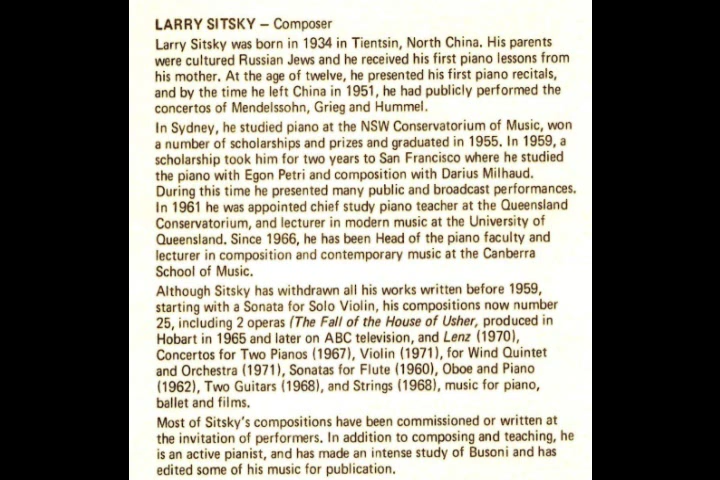 LARRY SITSKY – Composer
Larry Sitsky was born in 1934 in Tientsin, North China. His parents
were cultured Russian Jews and he received his first piano lessons from
his mother. At the age of twelve, he presented his first piano recitals,
and by the time he left China in 1951, he had publicly performed the
concertos of Mendelssohn, Grieg and Hummel.
In Sydney, he studied piano at the NSW Conservatorium of Music, won
a number of scholarships and prizes and graduated in 1955. In 1959, a
scholarship took him for two years to San Francisco where he studied
the piano with Egon Petri and composition with Darius Milhaud.
During this time he presented many public and broadcast performances.
In 1961 he was appointed chief study piano teacher at the Queensland
Conservatorium, and lecturer in modern music at the University of
Queensland. Since 1966, he has been Head of the piano faculty and
lecturer in composition and contemporary music at the Canberra
School of Music.
Although Sitsky has withdrawn all his works written before 1959,
starting with a Sonata for Solo Violin, his compositions now number
25, including 2 operas (The Fall of the House of Usher, produced in
Hobart in 1965 and later on ABC television, and Lenz (1970),
Concertos for Two Pianos (1967), Violin (1971), for Wind Quintet
and Orchestra (1971), Sonatas for Flute (1960), Oboe and Piano
(1962), Two Guitars (1968), and Strings (1968), music for piano,
ballet and films.
Most of Sitsky's compositions have been commissioned or written at
the invitation of performers. In addition to composing and teaching, he
is an active pianist, and has made an intense study of Busoni and has
edited some of his music for publication.